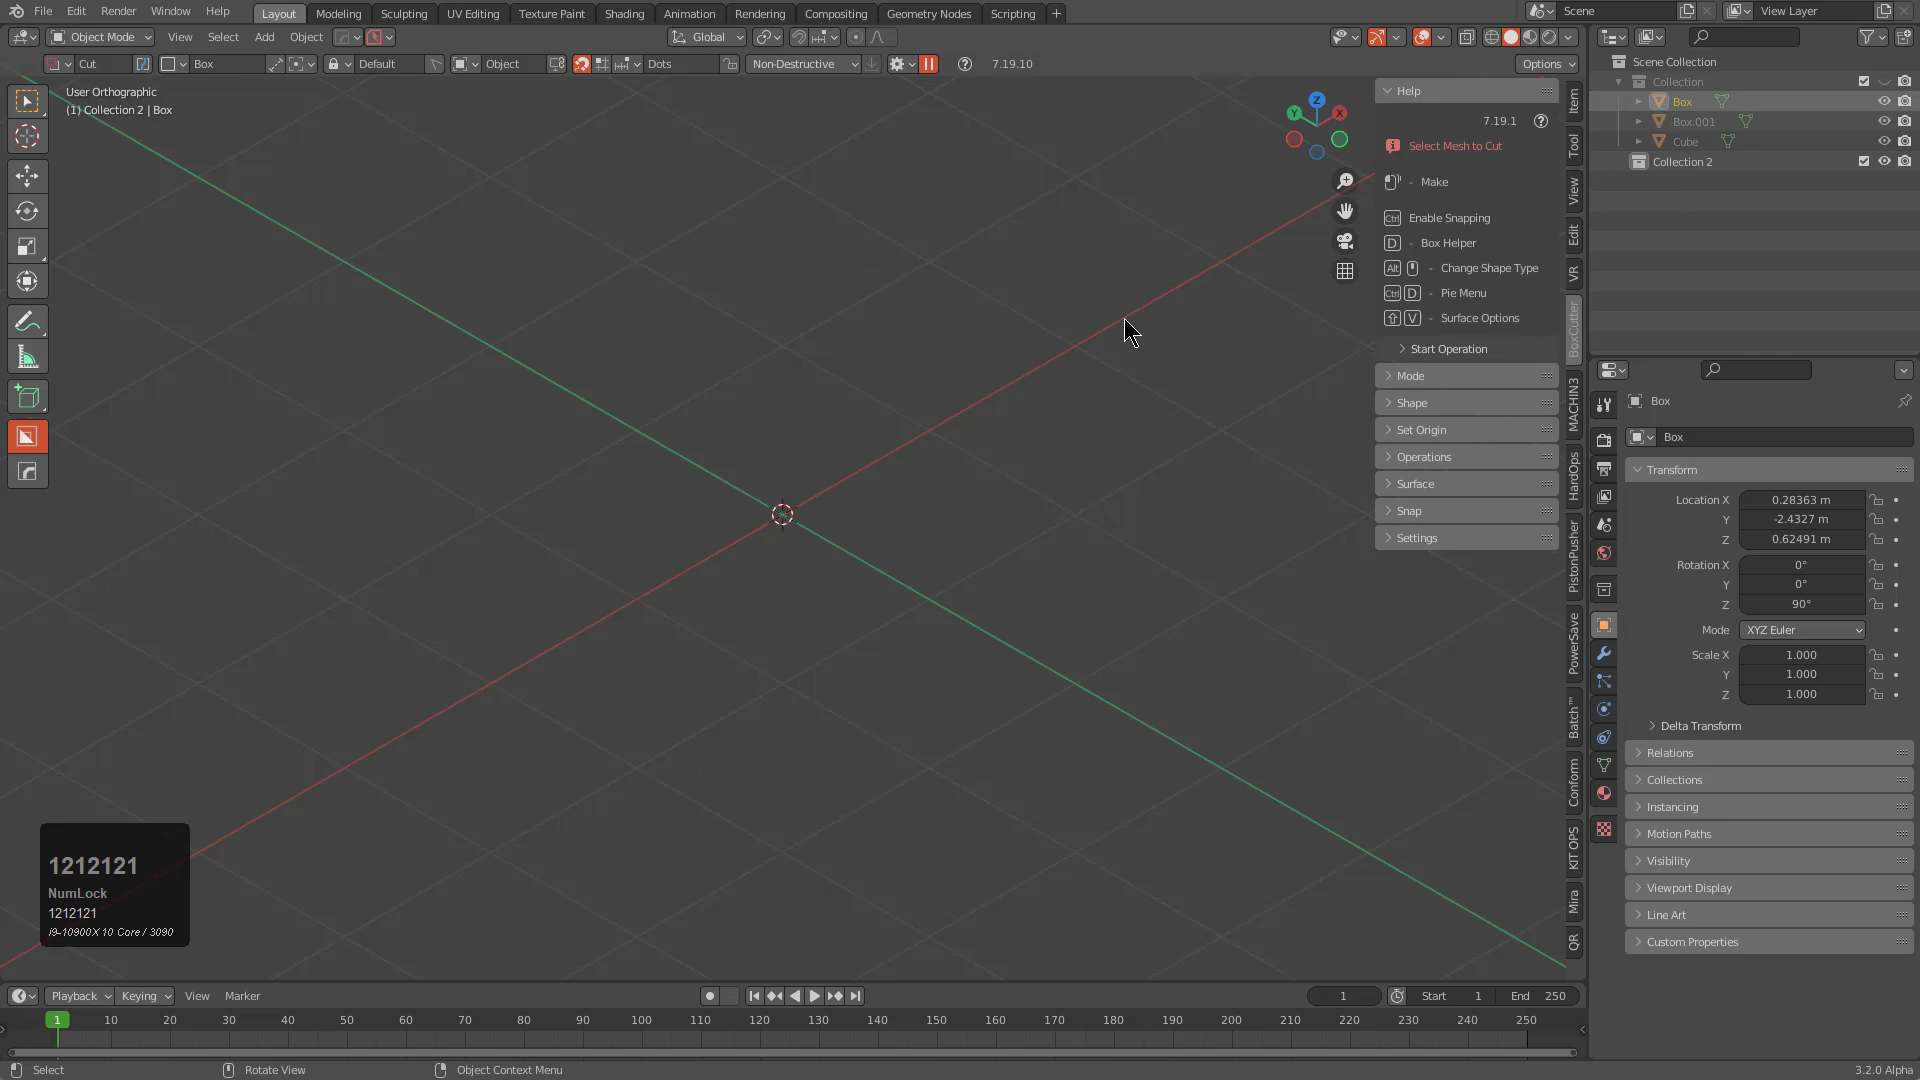 File Edit Render Window Help Layout Modeling Sculpting UV Editing Texture Paint Shading Animation Rendering Compositing Geometry Nodes Scripting + Scene View Layer
Object Mode View Select Add Object Global
Cut Box Default Object Dots Non-Destructive 7.19.10 Options
User Orthographic
(1) Collection 2 | Box
Z
Y
X
Help
7.19.1
Select Mesh to Cut
- Make
Ctrl Enable Snapping
D - Box Helper
Alt - Change Shape Type
Ctrl D - Pie Menu
V - Surface Options
Start Operation
Mode
Shape
Set Origin
Operations
Surface
Snap
Settings
Item
Tool
View
Edit
VR
BoxCutter
MACHIN3
HardOps
PistonPusher
PowerSave
Batch™
Conform
KIT OPS
Mira
QR
Scene Collection
Collection
Box
Box.001
Cube
Collection 2
Box
Box
Transform
Location X 0.28363 m
Y -2.4327 m
Z 0.62491 m
Rotation X 0°
Y 0°
Z 90°
Mode XYZ Euler
Scale X 1.000
Y 1.000
Z 1.000
Delta Transform
Relations
Collections
Instancing
Motion Paths
Visibility
Viewport Display
Line Art
Custom Properties
1212121
NumLock
1212121
i9-10900X 10 Core / 3090
Playback Keying View Marker 1 Start 1 End 250
1 10 20 30 40 50 60 70 80 90 100 110 120 130 140 150 160 170 180 190 200 210 220 230 240 250
Select Rotate View Object Context Menu 3.2.0 Alpha